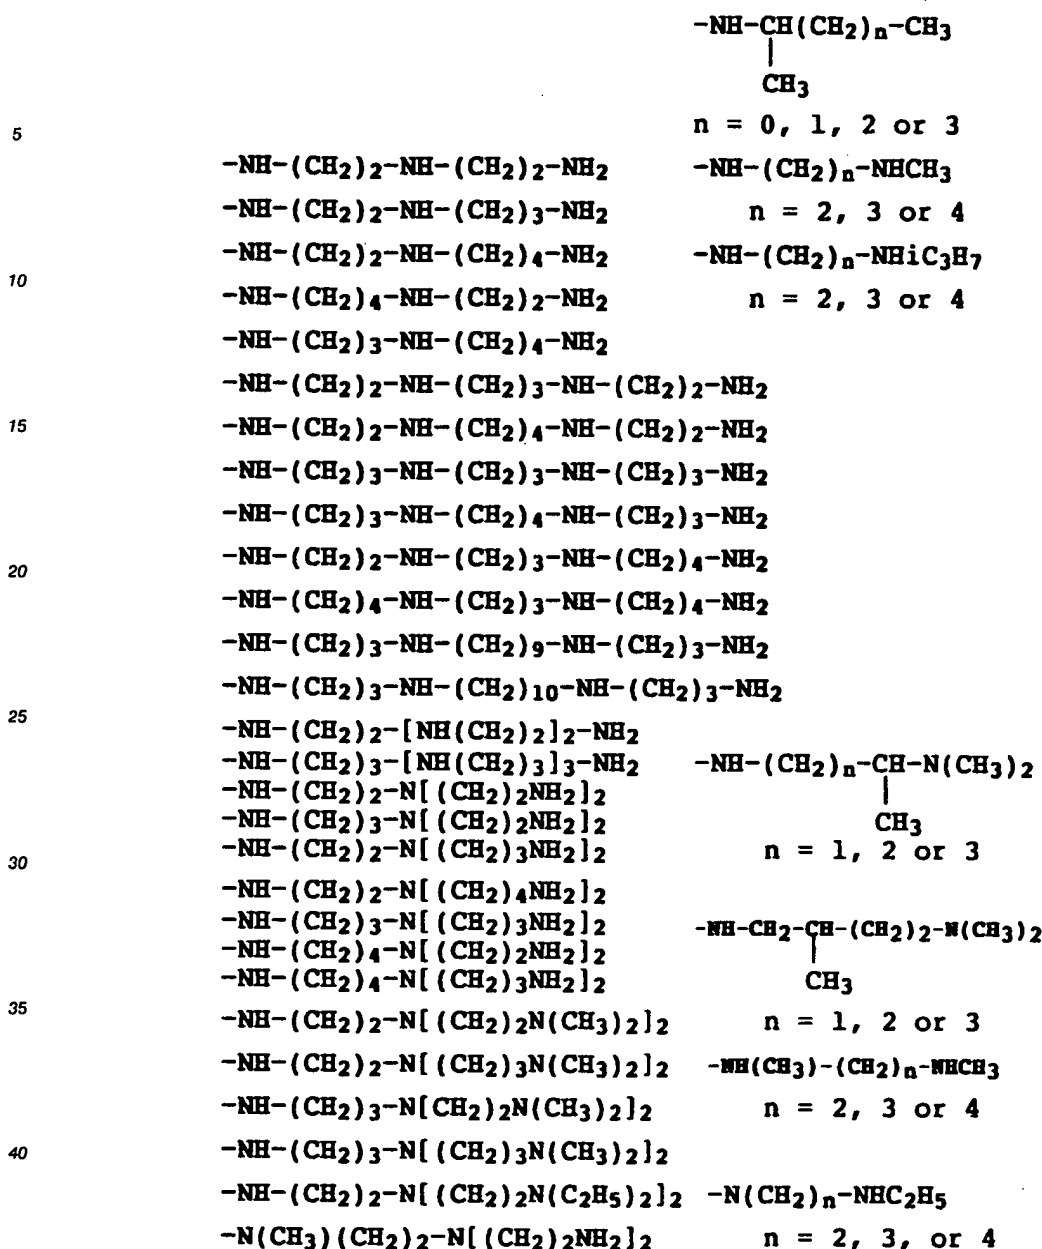 -NH-CH(CH2)n-CH3
CH3
n = 0, 1, 2 or 3
5
-NH-(CH2)2-NH-(CH2)2-NH2 -NH-(CH2)n-NHCH3
-NH-(CH2)2-NH-(CH2)3-NH2 n = 2, 3 or 4
-NH-(CH2)2-NH-(CH2)4-NH2 -NH-(CH2)n-NHiC3H7
10
-NH-(CH2)4-NH-(CH2)2-NH2 n = 2, 3 or 4
-NH-(CH2)3-NH-(CH2)4-NH2
-NH-(CH2)2-NH-(CH2)3-NH-(CH2)2-NH2
15 -NH-(CH2)2-NH-(CH2)4-NH-(CH2)2-NH2
-NH-(CH2)3-NH-(CH2)3-NH-(CH2)3-NH2
-NH-(CH2)3-NH-(CH2)4-NH-(CH2)3-NH2
-NH-(CH2)2-NH-(CH2)3-NH-(CH2)4-NH2
20
-NH-(CH2)4-NH-(CH2)3-NH-(CH2)4-NH2
-NH-(CH2)3-NH-(CH2)9-NH-(CH2)3-NH2
-NH-(CH2)3-NH-(CH2)10-NH-(CH2)3-NH2
25
-NH-(CH2)2-[NH(CH2)2]2-NH2
-NH-(CH2)3-[NH(CH2)3]3-NH2 -NH-(CH2)n-CH-N(CH3)2
-NH-(CH2)2-N[(CH2)2NH2]2
-NH-(CH2)3-N[(CH2)2NH2]2 CH3
-NH-(CH2)2-N[(CH2)3NH2]2 n = 1, 2 or 3
30
-NH-(CH2)2-N[(CH2)4NH2]2
-NH-(CH2)3-N[(CH2)3NH2]2 -NH-CH2-CH-(CH2)2-N(CH3)2
-NH-(CH2)4-N[(CH2)2NH2]2
-NH-(CH2)4-N[(CH2)3NH2]2 CH3
35
-NH-(CH2)2-N[(CH2)2N(CH3)2]2 n = 1, 2 or 3
-NH-(CH2)2-N[(CH2)3N(CH3)2]2 -NH(CH3)-(CH2)n-NHCH3
-NH-(CH2)3-N[CH2)2N(CH3)2]2 n = 2, 3 or 4
40 -NH-(CH2)3-N[(CH2)3N(CH3)2]2
-NH-(CH2)2-N[(CH2)2N(C2H5)2]2 -N(CH2)n-NHC2H5
-N(CH3)(CH2)2-N[(CH2)2NH2]2 n = 2, 3, or 4